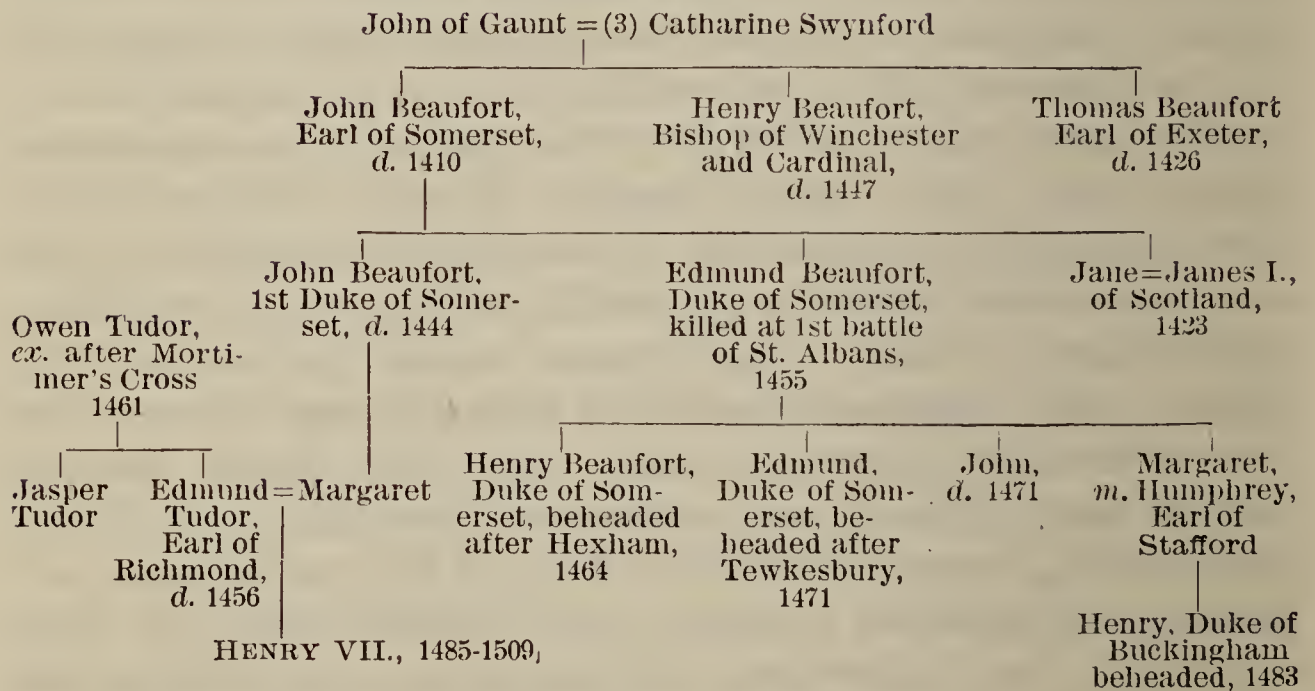 John of Gaunt = (3) Catharine Swynford
John Beaufort,
Earl of Somerset,
d. 1410
Henry Beaufort,
Bishop of Winchester
and Cardinal,
d. 1447
Thomas Beaufort
Earl of Exeter,
d. 1426
John Beaufort,
1st Duke of Somer-
set, d. 1444
Edmund Beaufort,
Duke of Somerset,
killed at 1st battle
of St. Albans,
1455
Jane=James I.,
of Scotland,
1423
Owen Tudor,
ex. after Morti-
mer's Cross
1461
Jasper
Tudor
Edmund=Margaret
Tudor,
Earl of
Richmond,
d. 1456
Henry Beaufort,
Duke of Som-
erset, beheaded
after Hexham,
1464
Edmund,
Duke of Som-
erset, be-
headed after
Tewkesbury,
1471
John,
d. 1471
Margaret,
m. Humphrey,
Earl of
Stafford
HENRY VII., 1485-1509,
Henry, Duke of
Buckingham
beheaded, 1483